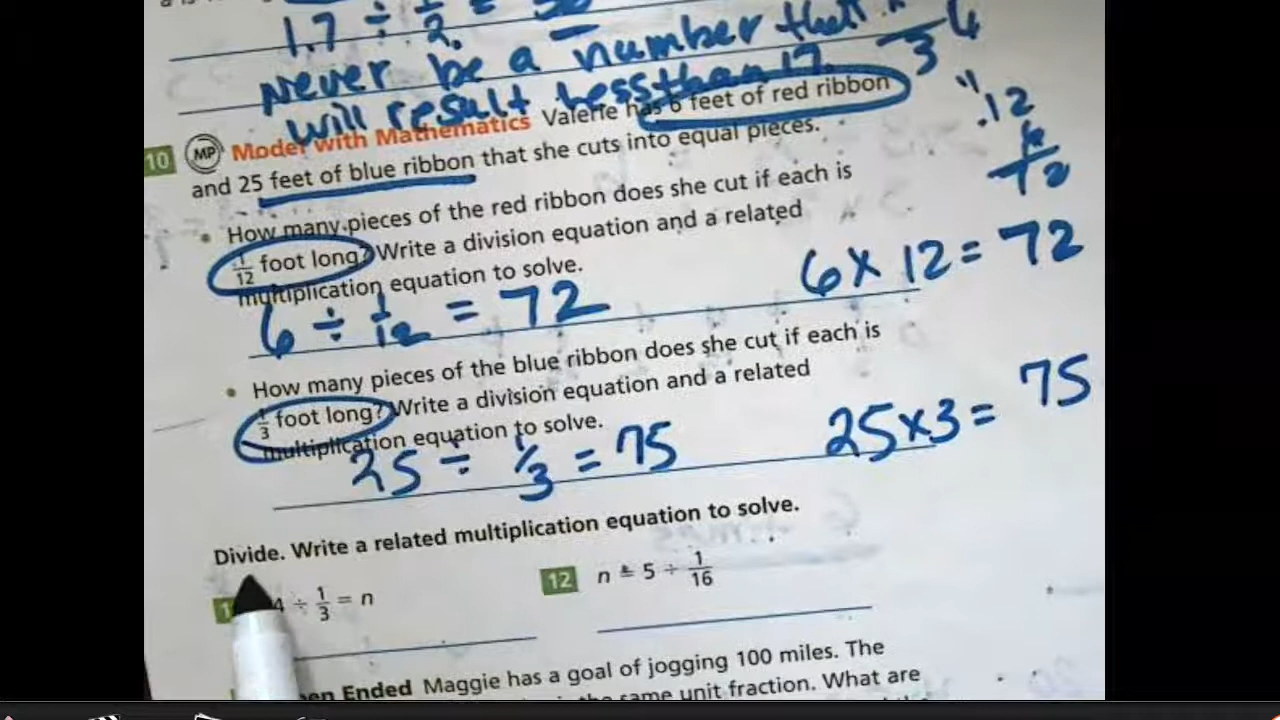 1.7 ÷ 1/2 =
never be a number that
will result less than 17.
3 4
.12
10 MP Model with Mathematics Valerie has 6 feet of red ribbon
and 25 feet of blue ribbon that she cuts into equal pieces.
• How many pieces of the red ribbon does she cut if each is
1/12 foot long? Write a division equation and a related
multiplication equation to solve.
6 ÷ 1/12 = 72
6 × 12 = 72
• How many pieces of the blue ribbon does she cut if each is
1/3 foot long? Write a division equation and a related
multiplication equation to solve.
25 ÷ 1/3 = 75
25 × 3 = 75
Divide. Write a related multiplication equation to solve.
4 ÷ 1/3 = n
12 n = 5 ÷ 1/16
Ended Maggie has a goal of jogging 100 miles. The
same unit fraction. What are